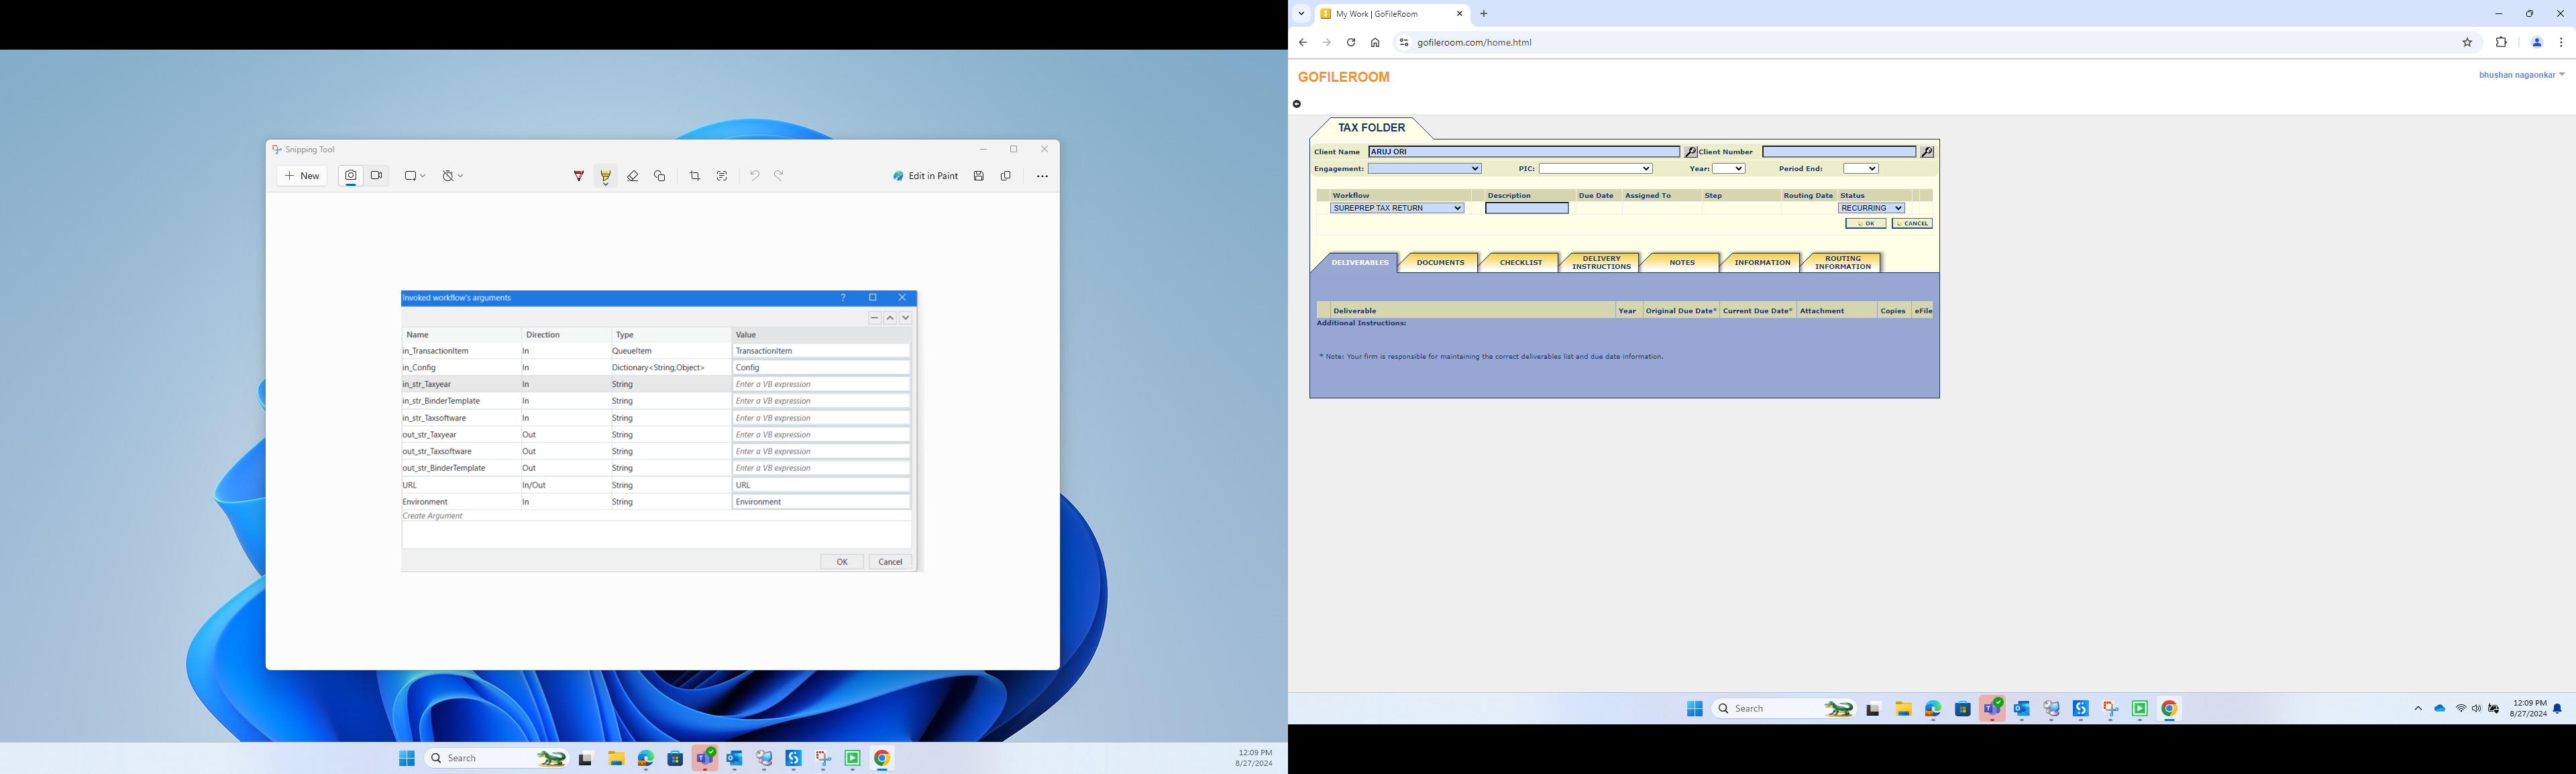 Snipping Tool
New
Edit in Paint
Invoked workflow's arguments
?
Name Direction Type Value
in_TransactionItem In QueueItem TransactionItem
in_Config In Dictionary<String,Object> Config
in_str_Taxyear In String Enter a VB expression
in_str_BinderTemplate In String Enter a VB expression
in_str_Taxsoftware In String Enter a VB expression
out_str_Taxyear Out String Enter a VB expression
out_str_Taxsoftware Out String Enter a VB expression
out_str_BinderTemplate Out String Enter a VB expression
URL In/Out String URL
Environment In String Environment
Create Argument
OK Cancel
Search
12:09 PM
8/27/2024
My Work | GoFileRoom
gofileroom.com/home.html
GOFILEROOM
bhushan nagaonkar
TAX FOLDER
Client Name ARUJ ORI Client Number
Engagement: PIC: Year: Period End:
Workflow Description Due Date Assigned To Step Routing Date Status
SUREPREP TAX RETURN RECURRING
OK CANCEL
DELIVERABLES DOCUMENTS CHECKLIST DELIVERY INSTRUCTIONS NOTES INFORMATION ROUTING INFORMATION
Deliverable Year Original Due Date* Current Due Date* Attachment Copies eFile
Additional Instructions:
* Note: Your firm is responsible for maintaining the correct deliverables list and due date information.
Search
12:09 PM
8/27/2024